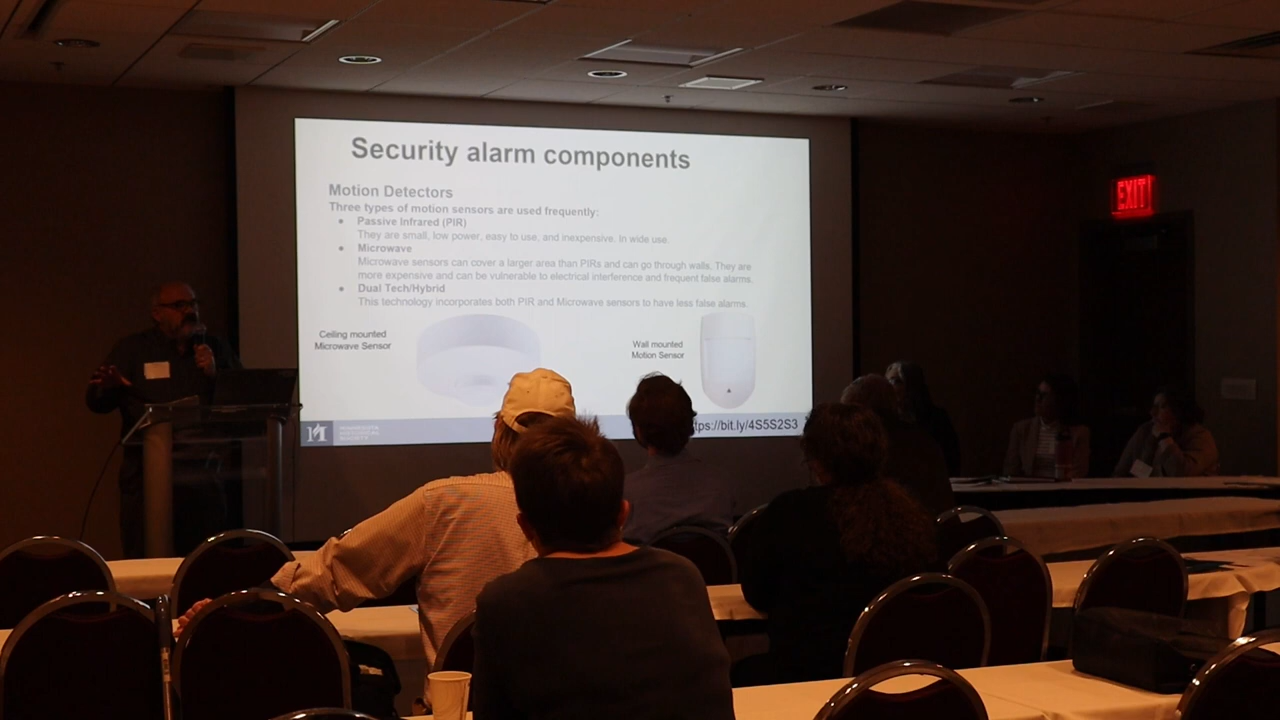 Security alarm components
Motion Detectors
Three types of motion sensors are used frequently:
Passive Infrared (PIR)
They are small, low power, easy to use, and inexpensive. In wide use.
Microwave
Microwave sensors can cover a larger area than PIRs and can go through walls. They are
more expensive and can be vulnerable to electrical interference and frequent false alarms.
Dual Tech/Hybrid
This technology incorporates both PIR and Microwave sensors to have less false alarms.
Ceiling mounted
Microwave Sensor
Wall mounted
Motion Sensor
MINNESOTA
HISTORICAL
SOCIETY
tps://bit.ly/4S5S2S3
EXIT